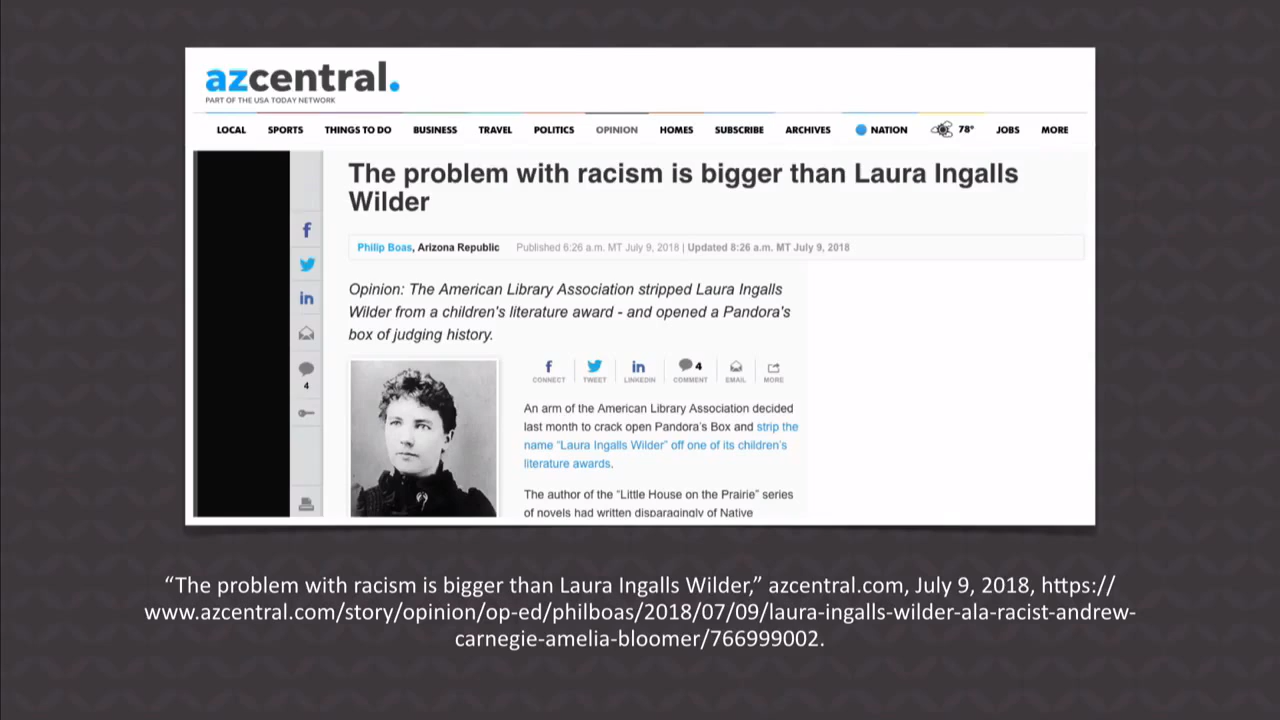 azcentral.
PART OF THE USA TODAY NETWORK
LOCAL SPORTS THINGS TO DO BUSINESS TRAVEL POLITICS OPINION HOMES SUBSCRIBE ARCHIVES NATION 78° JOBS MORE
The problem with racism is bigger than Laura Ingalls
Wilder
Philip Boas, Arizona Republic Published 6:26 a.m. MT July 9, 2018 | Updated 8:26 a.m. MT July 9, 2018
Opinion: The American Library Association stripped Laura Ingalls
Wilder from a children's literature award - and opened a Pandora's
box of judging history.
4
CONNECT TWEET LINKEDIN COMMENT EMAIL MORE
4
An arm of the American Library Association decided
last month to crack open Pandora's Box and strip the
name “Laura Ingalls Wilder” off one of its children's
literature awards.
The author of the “Little House on the Prairie” series
of novels had written disparagingly of Native
“The problem with racism is bigger than Laura Ingalls Wilder,” azcentral.com, July 9, 2018, https://
www.azcentral.com/story/opinion/op-ed/philboas/2018/07/09/laura-ingalls-wilder-ala-racist-andrew-
carnegie-amelia-bloomer/766999002.